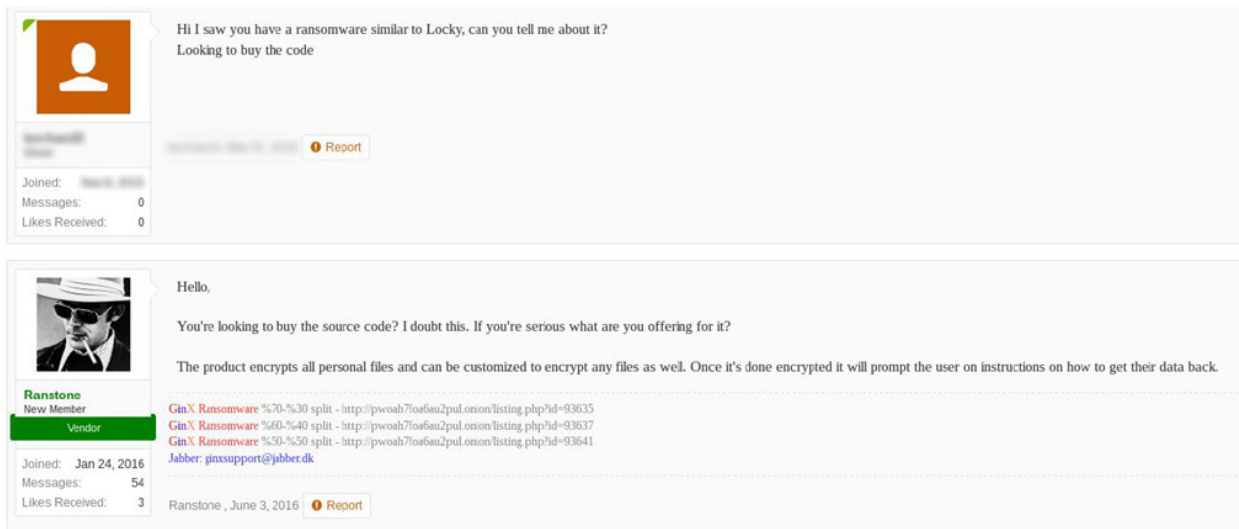 Hi I saw you have a ransomware similar to Locky, can you tell me about it?
Looking to buy the code
Report
Joined:
Messages: 0
Likes Received: 0
Hello,
You're looking to buy the source code? I doubt this. If you're serious what are you offering for it?
The product encrypts all personal files and can be customized to encrypt any files as well. Once it's done encrypted it will prompt the user on instructions on how to get their data back.
Ranstone
New Member
Vendor
Joined: Jan 24, 2016
Messages: 54
Likes Received: 3
GinX Ransomware %70-%30 split - http://pwoah7foa6au2pul.onion/listing.php?id=93635
GinX Ransomware %60-%40 split - http://pwoah7foa6au2pul.onion/listing.php?id=93637
GinX Ransomware %50-%50 split - http://pwoah7foa6au2pul.onion/listing.php?id=93641
Jabber: ginxsupport@jabber.dk
Ranstone , June 3, 2016 Report